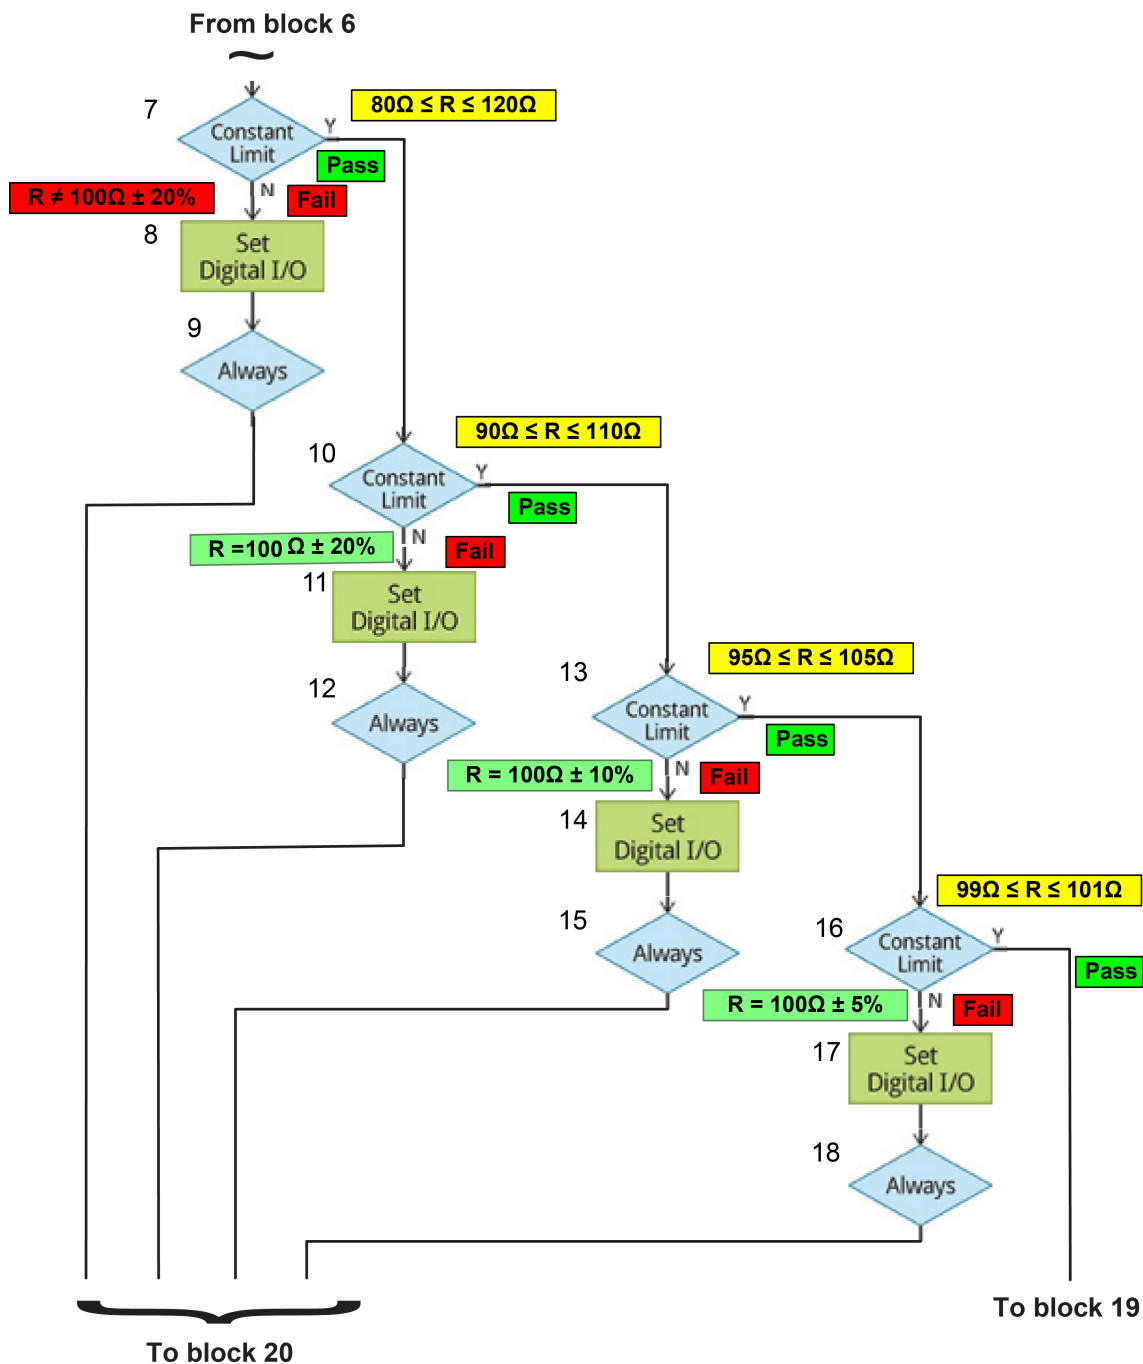 From block 6
~
7
80Ω ≤ R ≤ 120Ω
Constant
Limit
Y
Pass
R ≠ 100Ω ± 20%
N
Fail
8
Set
Digital I/O
9
Always
90Ω ≤ R ≤ 110Ω
10
Constant
Limit
Y
Pass
R =100 Ω ± 20%
N
Fail
11
Set
Digital I/O
12
Always
95Ω ≤ R ≤ 105Ω
13
Constant
Limit
Y
Pass
R = 100Ω ± 10%
N
Fail
14
Set
Digital I/O
15
Always
99Ω ≤ R ≤ 101Ω
16
Constant
Limit
Y
Pass
R = 100Ω ± 5%
N
Fail
17
Set
Digital I/O
18
Always
To block 19
To block 20